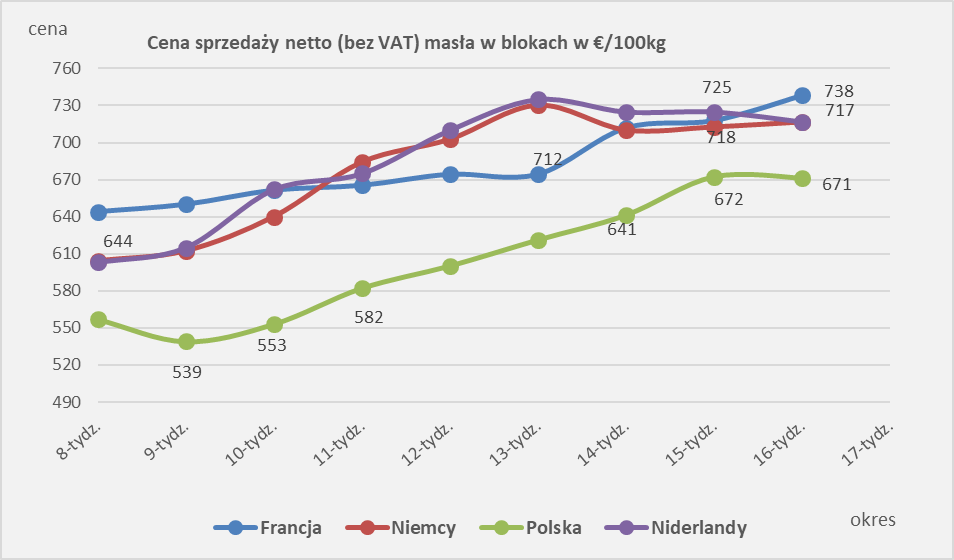 cena
Cena sprzedaży netto (bez VAT) masła w blokach w €/100kg
760
730
700
670
640
610
580
550
520
490
644
539
553
582
712
641
725
718
672
738
717
671
8-tydz.
9-tydz.
10-tydz.
11-tydz.
12-tydz.
13-tydz.
14-tydz.
15-tydz.
16-tydz.
17-tydz.
okres
Francja Niemcy Polska Niderlandy